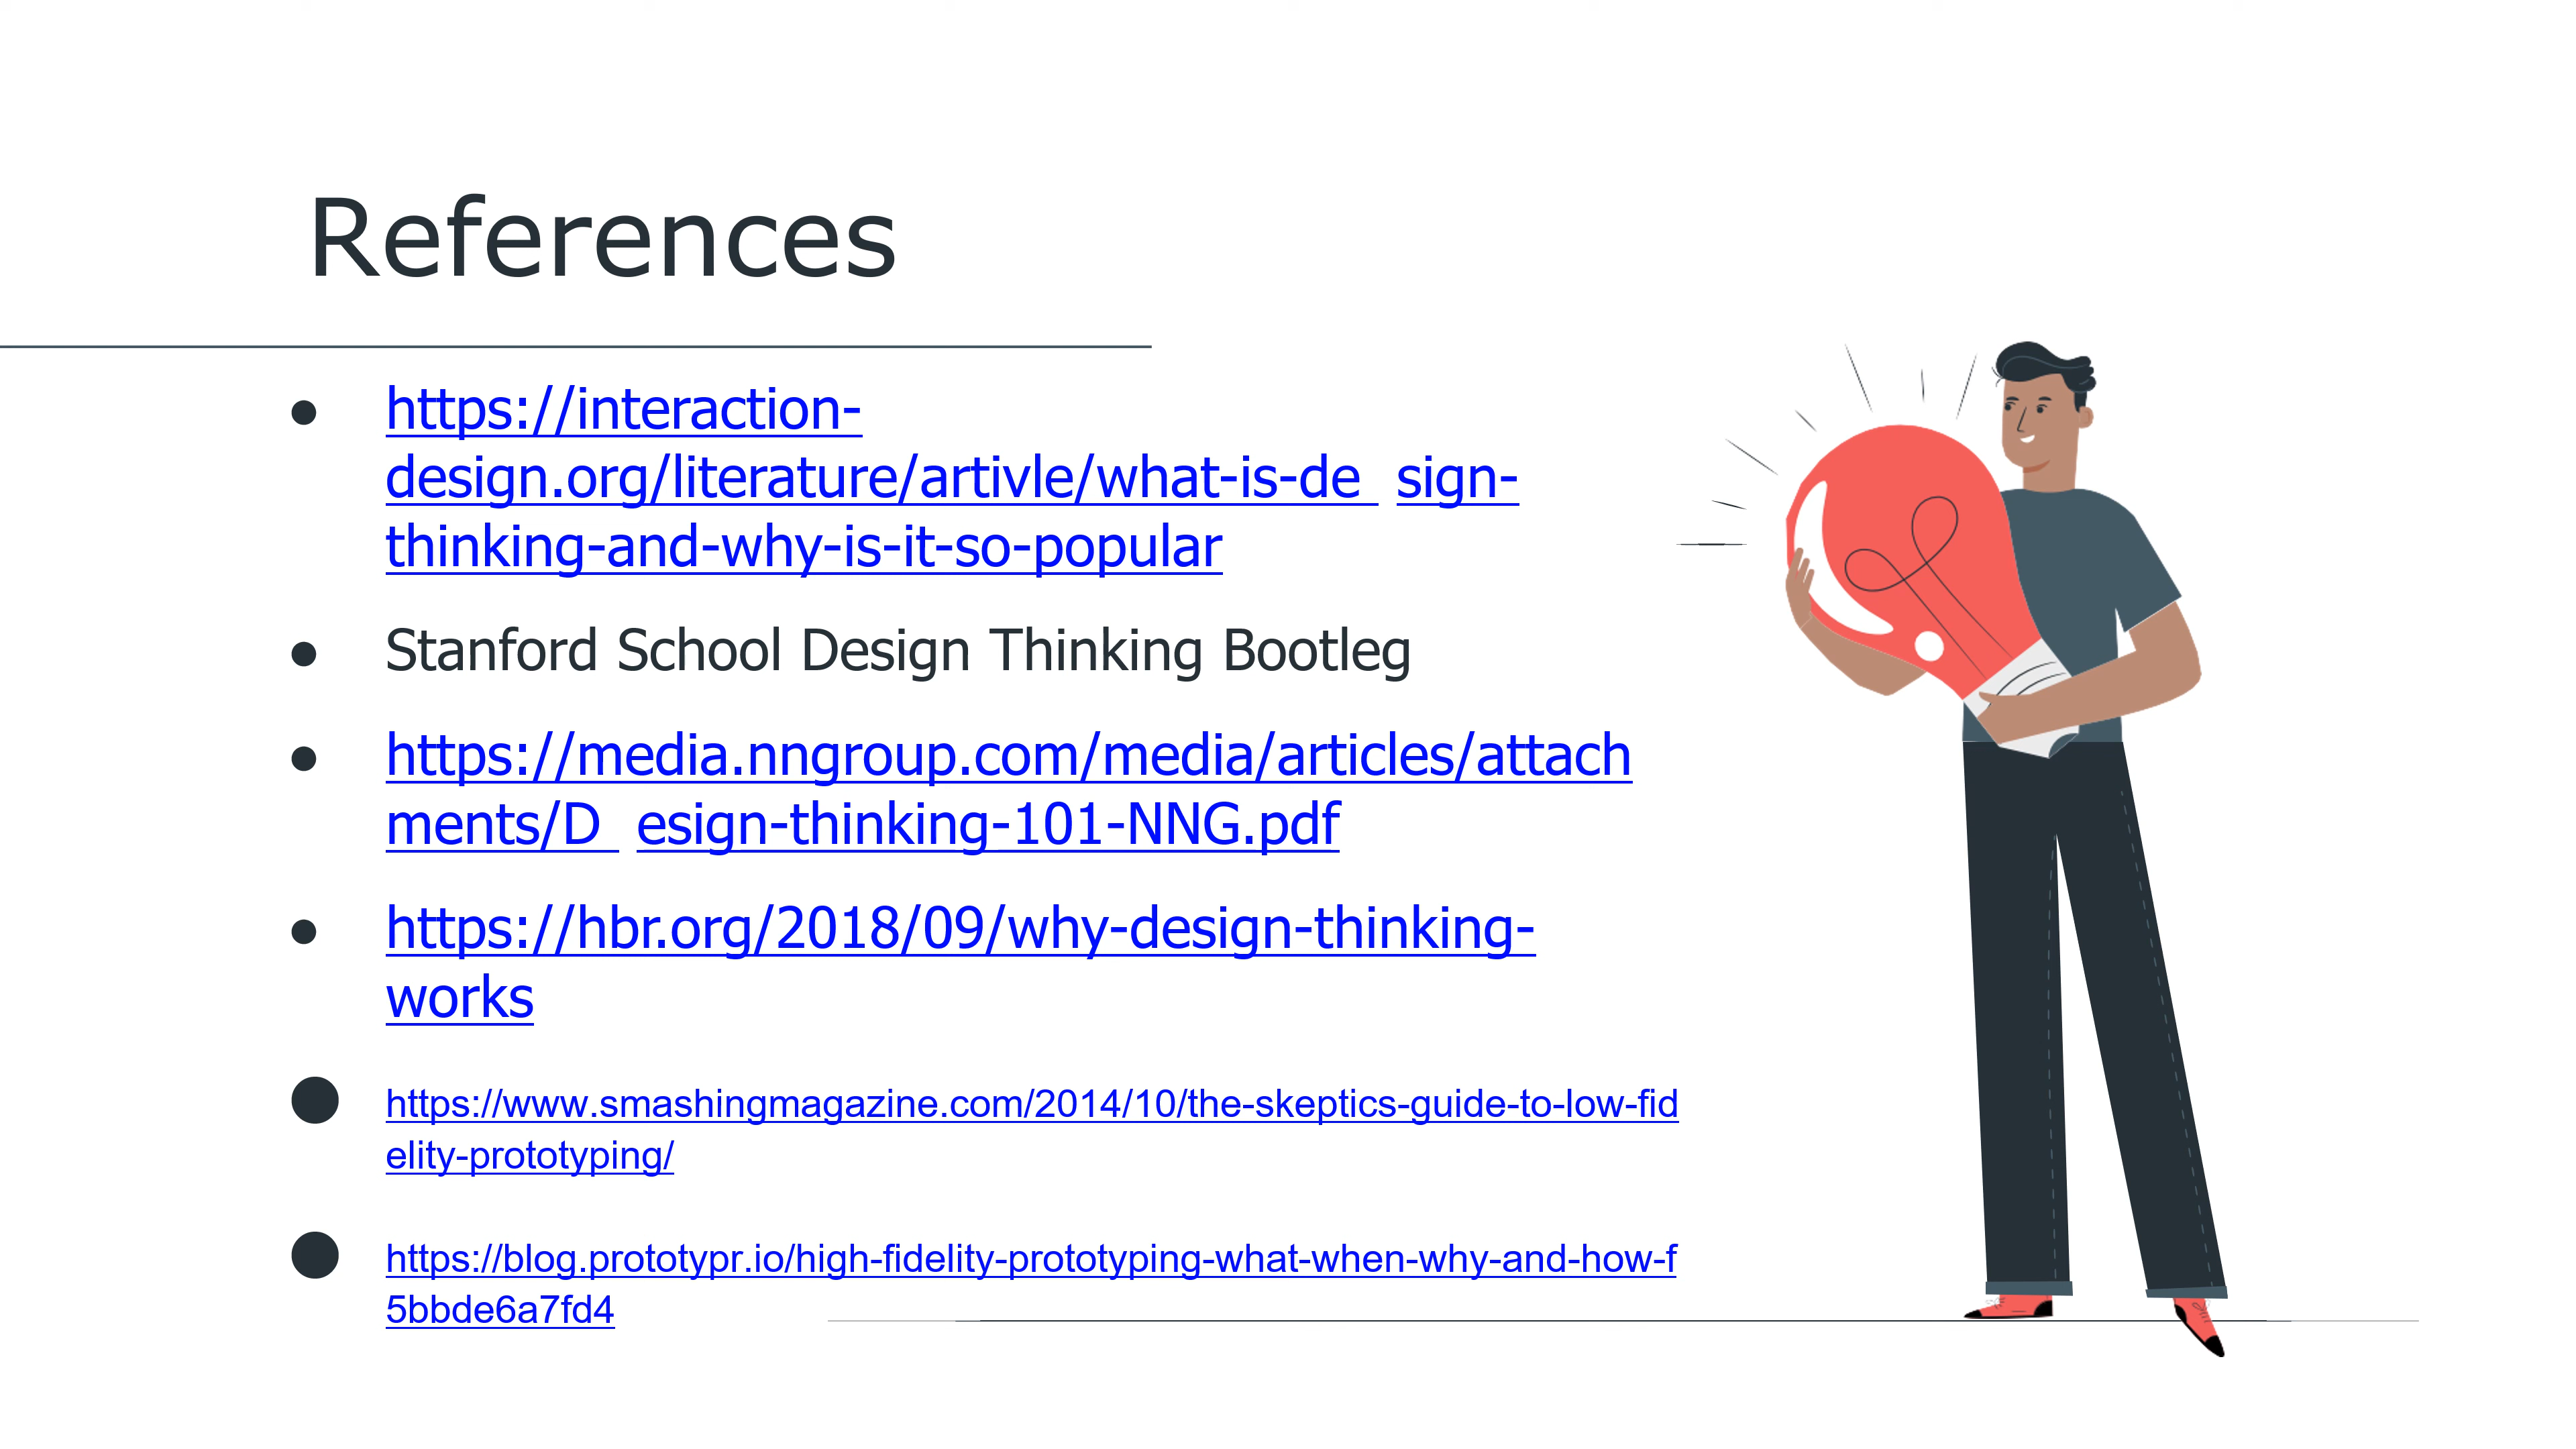 References
● https://interaction-
design.org/literature/artivle/what-is-de sign-
thinking-and-why-is-it-so-popular
● Stanford School Design Thinking Bootleg
● https://media.nngroup.com/media/articles/attach
ments/D esign-thinking-101-NNG.pdf
● https://hbr.org/2018/09/why-design-thinking-
works
● https://www.smashingmagazine.com/2014/10/the-skeptics-guide-to-low-fid
elity-prototyping/
● https://blog.prototypr.io/high-fidelity-prototyping-what-when-why-and-how-f
5bbde6a7fd4